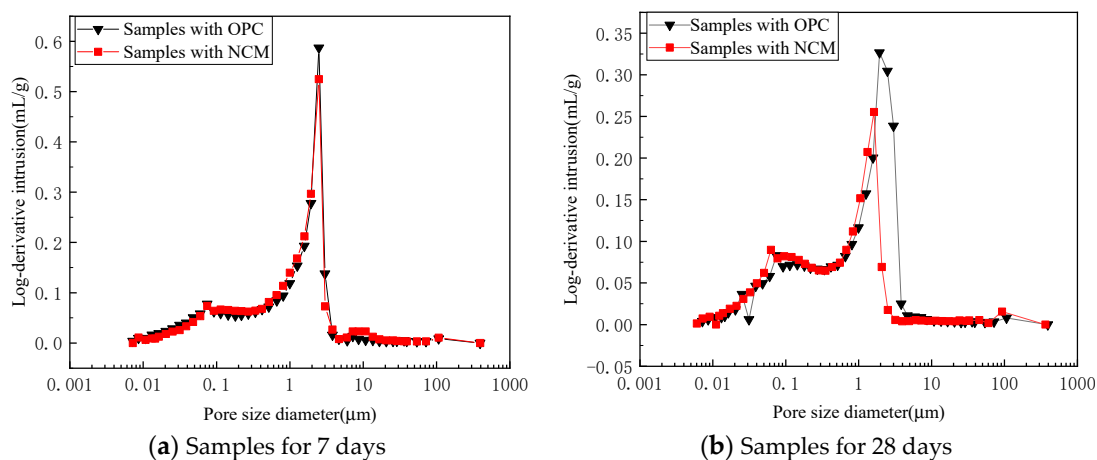 Samples with OPC
Samples with NCM
Log-derivative intrusion(mL/g)
0.6
0.5
0.4
0.3
0.2
0.1
0.0
0.001 0.01 0.1 1 10 100 1000
Pore size diameter(μm)
(a) Samples for 7 days
Samples with OPC
Samples with NCM
Log-derivative intrusion(mL/g)
0.35
0.30
0.25
0.20
0.15
0.10
0.05
0.00
-0.05
0.001 0.01 0.1 1 10 100 1000
Pore size diameter(μm)
(b) Samples for 28 days